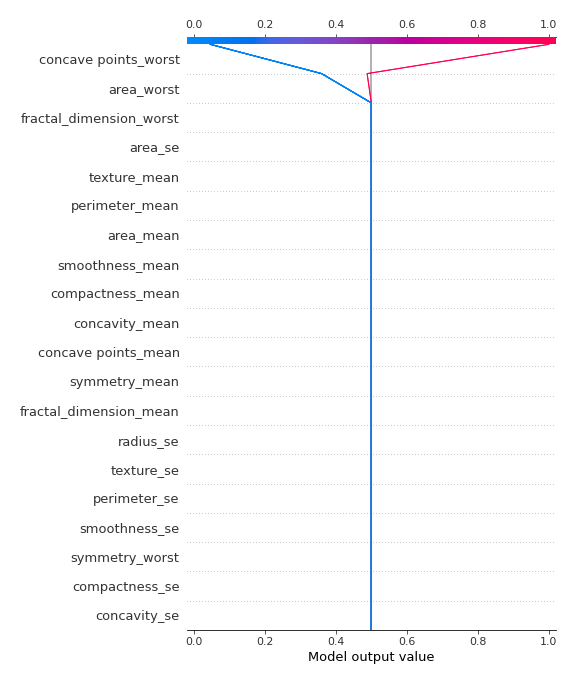 0.0 0.2 0.4 0.6 0.8 1.0
concave points_worst
area_worst
fractal_dimension_worst
area_se
texture_mean
perimeter_mean
area_mean
smoothness_mean
compactness_mean
concavity_mean
concave points_mean
symmetry_mean
fractal_dimension_mean
radius_se
texture_se
perimeter_se
smoothness_se
symmetry_worst
compactness_se
concavity_se
0.0 0.2 0.4 0.6 0.8 1.0
Model output value